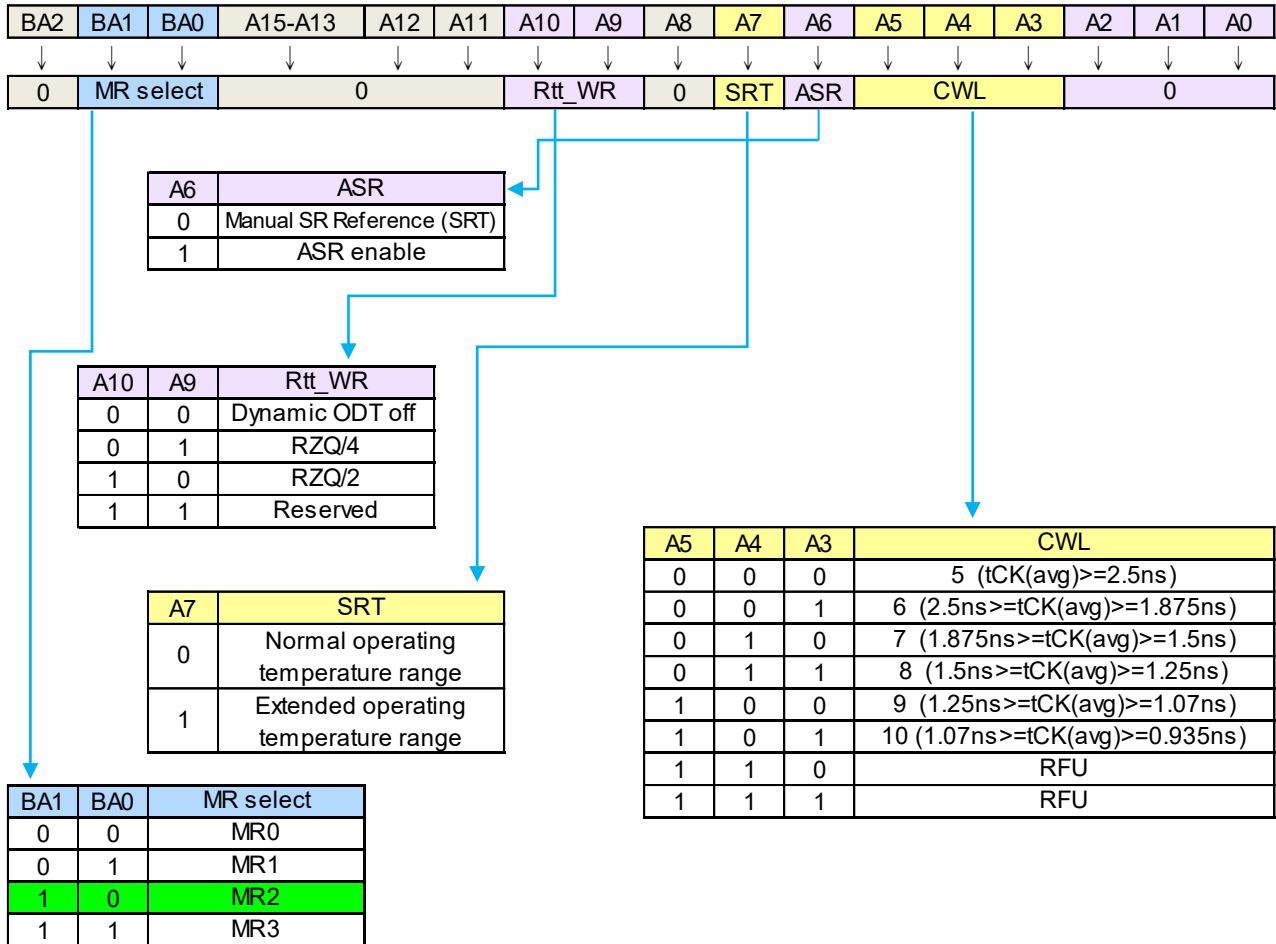 BA2 BA1 BA0 A15-A13 A12 A11 A10 A9 A8 A7 A6 A5 A4 A3 A2 A1 A0
↓ ↓ ↓ ↓ ↓ ↓ ↓ ↓ ↓ ↓ ↓ ↓ ↓ ↓ ↓ ↓ ↓
0 MR select 0 Rtt_WR 0 SRT ASR CWL 0
A6 ASR
0 Manual SR Reference (SRT)
1 ASR enable
A10 A9 Rtt_WR
0 0 Dynamic ODT off
0 1 RZQ/4
1 0 RZQ/2
1 1 Reserved
A7 SRT
0 Normal operating
temperature range
1 Extended operating
temperature range
A5 A4 A3 CWL
0 0 0 5 (tCK(avg)>=2.5ns)
0 0 1 6 (2.5ns>=tCK(avg)>=1.875ns)
0 1 0 7 (1.875ns>=tCK(avg)>=1.5ns)
0 1 1 8 (1.5ns>=tCK(avg)>=1.25ns)
1 0 0 9 (1.25ns>=tCK(avg)>=1.07ns)
1 0 1 10 (1.07ns>=tCK(avg)>=0.935ns)
1 1 0 RFU
1 1 1 RFU
BA1 BA0 MR select
0 0 MR0
0 1 MR1
1 0 MR2
1 1 MR3